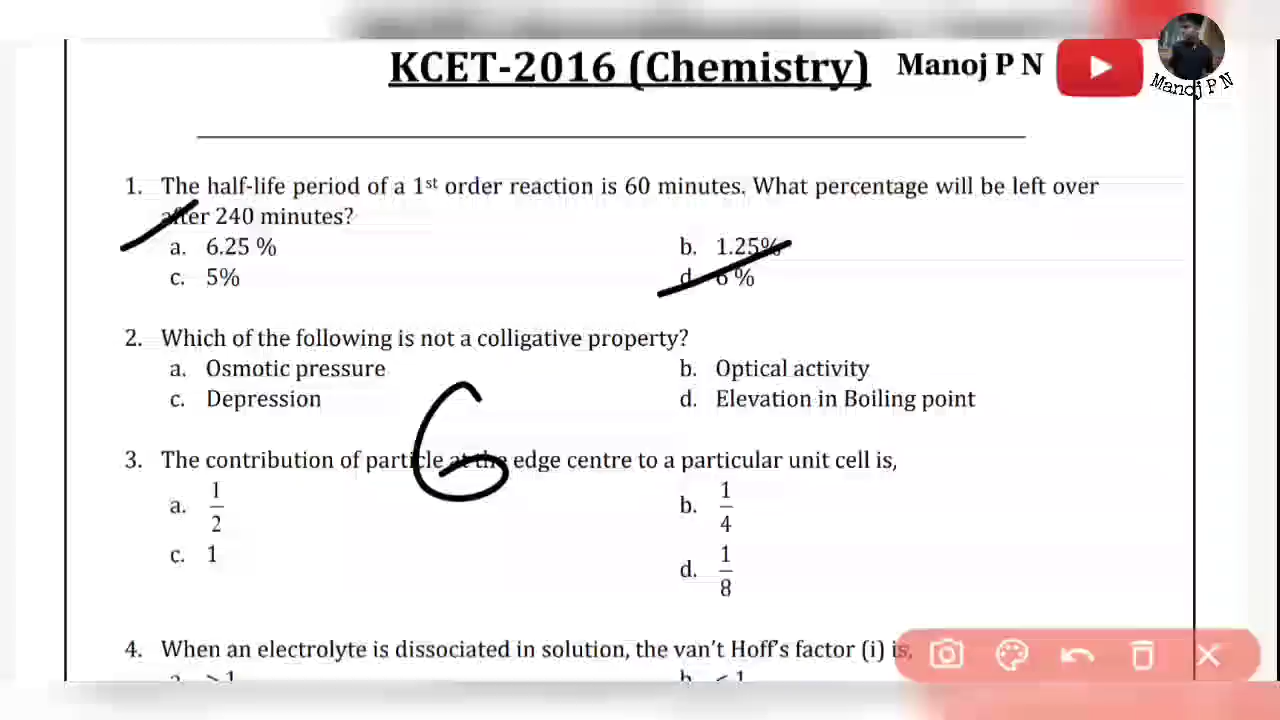 KCET-2016 (Chemistry) Manoj P N
Manoj P N
1. The half-life period of a 1st order reaction is 60 minutes. What percentage will be left over
after 240 minutes?
a. 6.25 % b. 1.25%
c. 5% d. 6 %
2. Which of the following is not a colligative property?
a. Osmotic pressure b. Optical activity
c. Depression d. Elevation in Boiling point
6
3. The contribution of particle at the edge centre to a particular unit cell is,
a. 1/2 b. 1/4
c. 1 d. 1/8
4. When an electrolyte is dissociated in solution, the van't Hoff's factor (i) is,
a. > 1 b. < 1